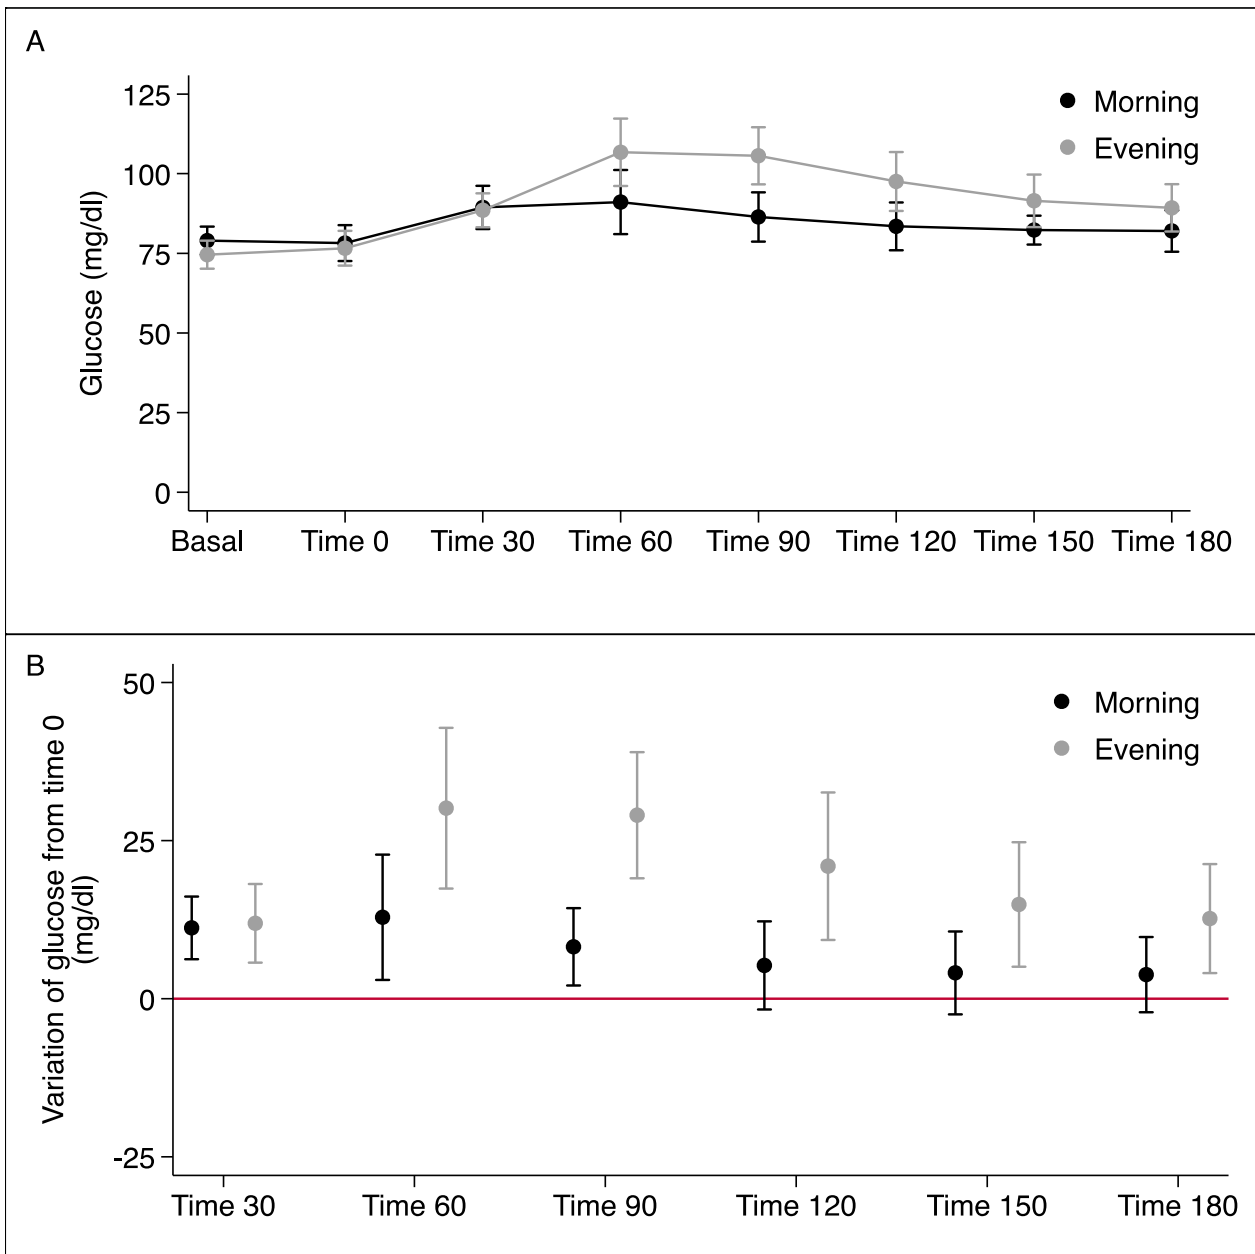 A
Glucose (mg/dl)
125
100
75
50
25
0
Morning
Evening
Basal Time 0 Time 30 Time 60 Time 90 Time 120 Time 150 Time 180
B
Variation of glucose from time 0
(mg/dl)
50
25
0
-25
Morning
Evening
Time 30 Time 60 Time 90 Time 120 Time 150 Time 180